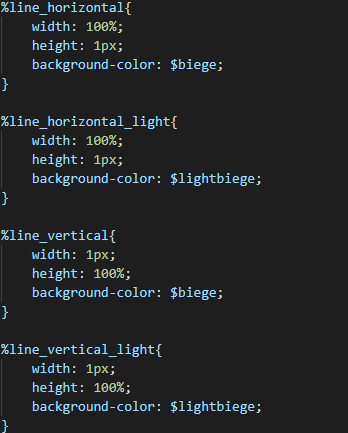 %line_horizontal{
    width: 100%;
    height: 1px;
    background-color: $biege;
}

%line_horizontal_light{
    width: 100%;
    height: 1px;
    background-color: $lightbiege;
}

%line_vertical{
    width: 1px;
    height: 100%;
    background-color: $biege;
}

%line_vertical_light{
    width: 1px;
    height: 100%;
    background-color: $lightbiege;
}